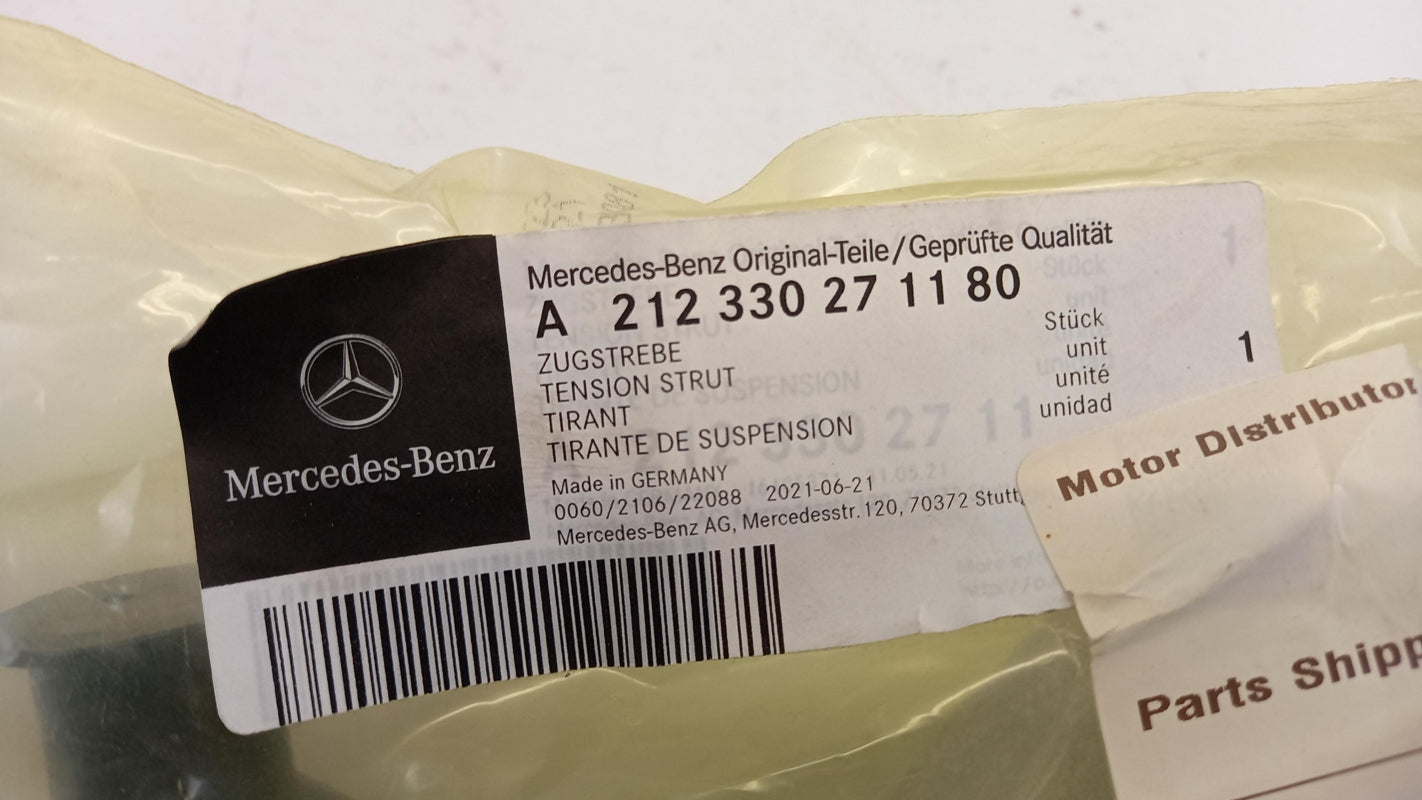 Mercedes-Benz Original-Teile/Geprüfte Qualität
A 212 330 27 11 80
ZUGSTREBE
TENSION STRUT
TIRANT
TIRANTE DE SUSPENSION
Stück
unit 1
unité
unidad
Made in GERMANY
0060/2106/22088 2021-06-21
Mercedes-Benz AG, Mercedesstr. 120, 70372
Mercedes-Benz
Motor Distributor
Parts